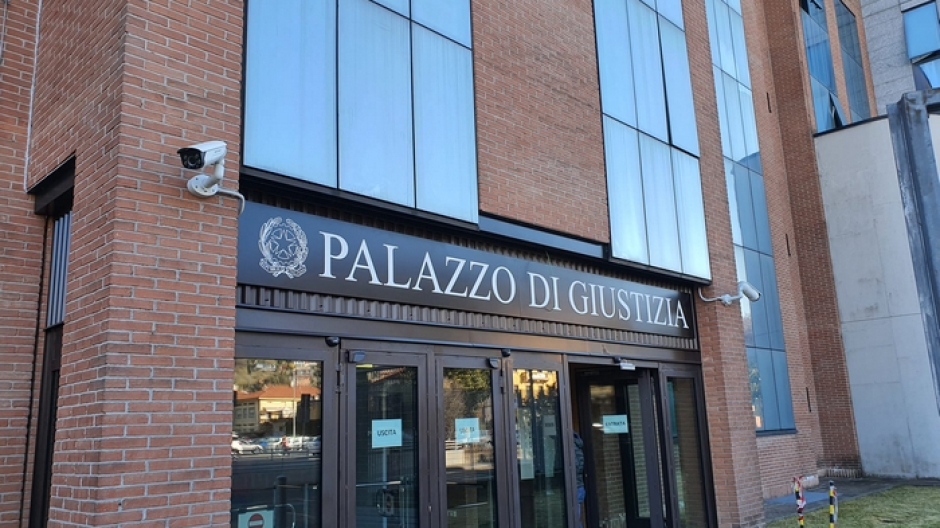 PALAZZO DI GIUSTIZIA
USCITA
ENTRATA